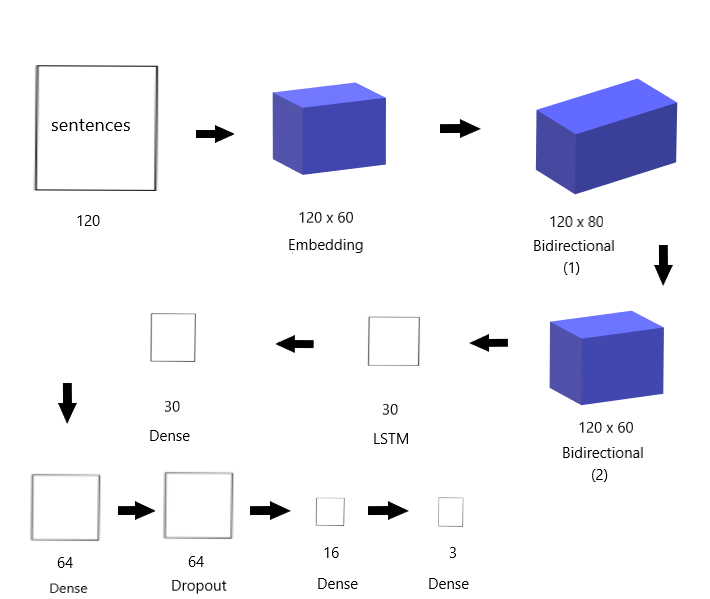 sentences
120
120 x 60
Embedding
120 x 80
Bidirectional
(1)
30
Dense
30
LSTM
120 x 60
Bidirectional
(2)
64
Dense
64
Dropout
16
Dense
3
Dense